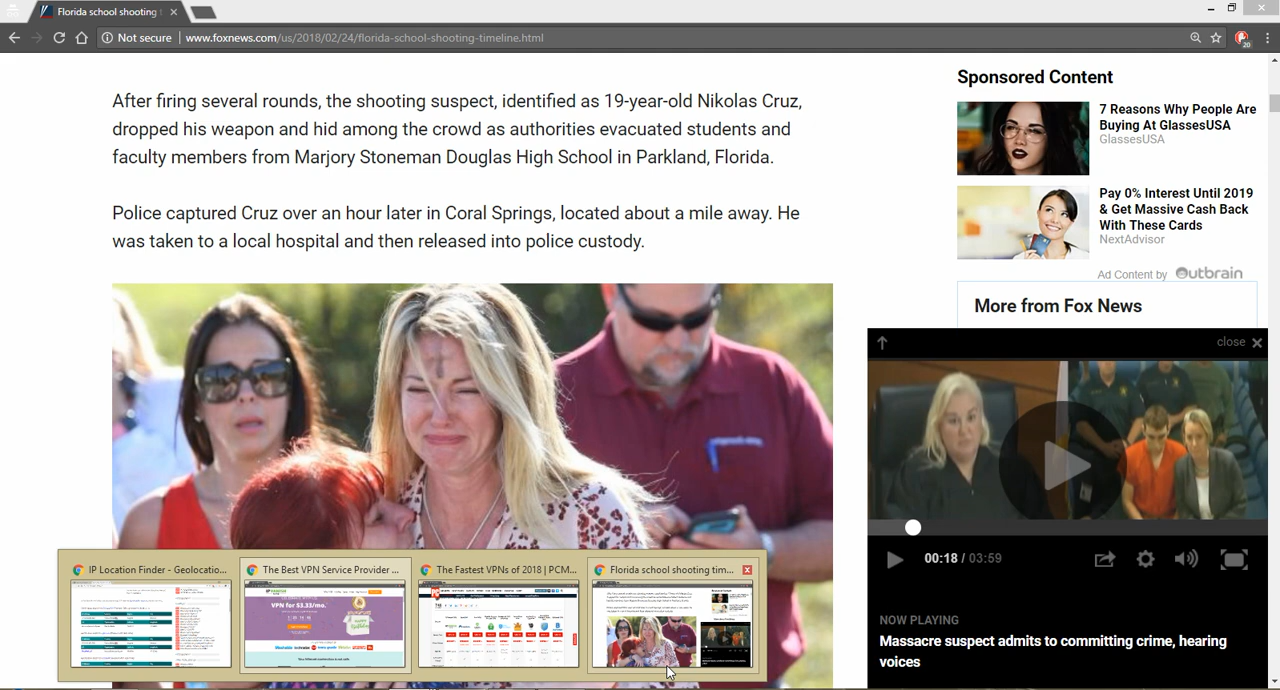 Florida school shooting
Not secure
www.foxnews.com/us/2018/02/24/florida-school-shooting-timeline.html
20
After firing several rounds, the shooting suspect, identified as 19-year-old Nikolas Cruz,
dropped his weapon and hid among the crowd as authorities evacuated students and
faculty members from Marjory Stoneman Douglas High School in Parkland, Florida.
Police captured Cruz over an hour later in Coral Springs, located about a mile away. He
was taken to a local hospital and then released into police custody.
Sponsored Content
7 Reasons Why People Are
Buying At GlassesUSA
GlassesUSA
Pay 0% Interest Until 2019
& Get Massive Cash Back
With These Cards
NextAdvisor
Ad Content by Outbrain
More from Fox News
close
00:18 / 03:59
NOW PLAYING
Massacre suspect admits to committing crime, hearing
voices
IP Location Finder - Geolocatio...
The Best VPN Service Provider ...
The Fastest VPNs of 2018 | PCM...
Florida school shooting tim...
VPN for $3.33/mo.